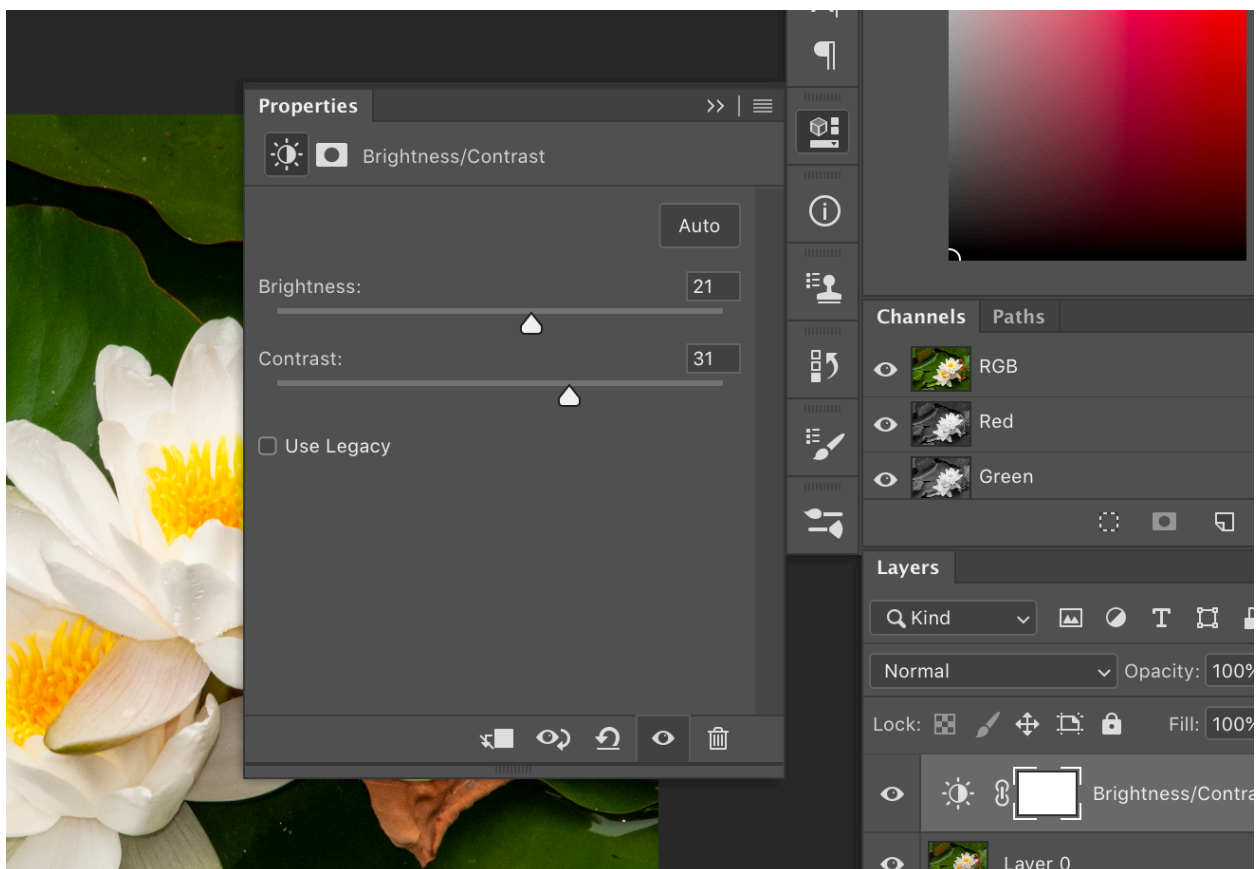 Properties
Brightness/Contrast
Auto
Brightness: 21
Contrast: 31
Use Legacy
Channels Paths
RGB
Red
Green
Layers
Kind
Normal Opacity: 100%
Lock: Fill: 100%
Brightness/Contra
Layer 0